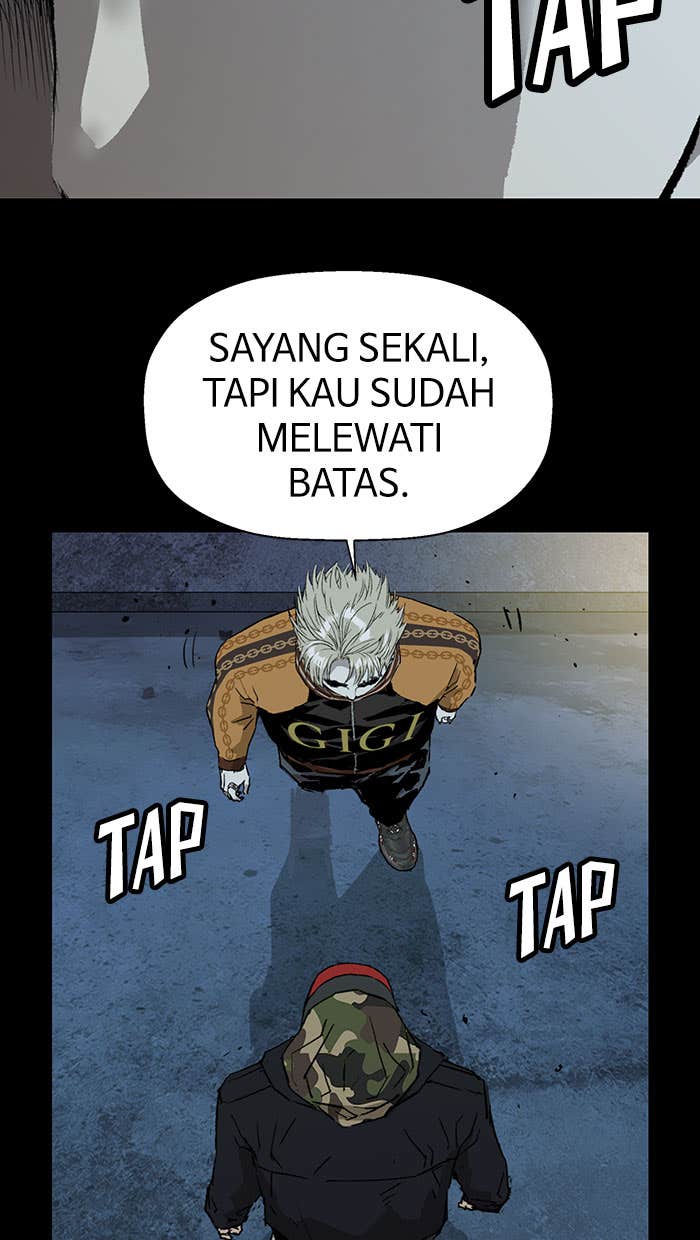 TAP
SAYANG SEKALI,
TAPI KAU SUDAH
MELEWATI
BATAS.
GIGI
TAP
TAP